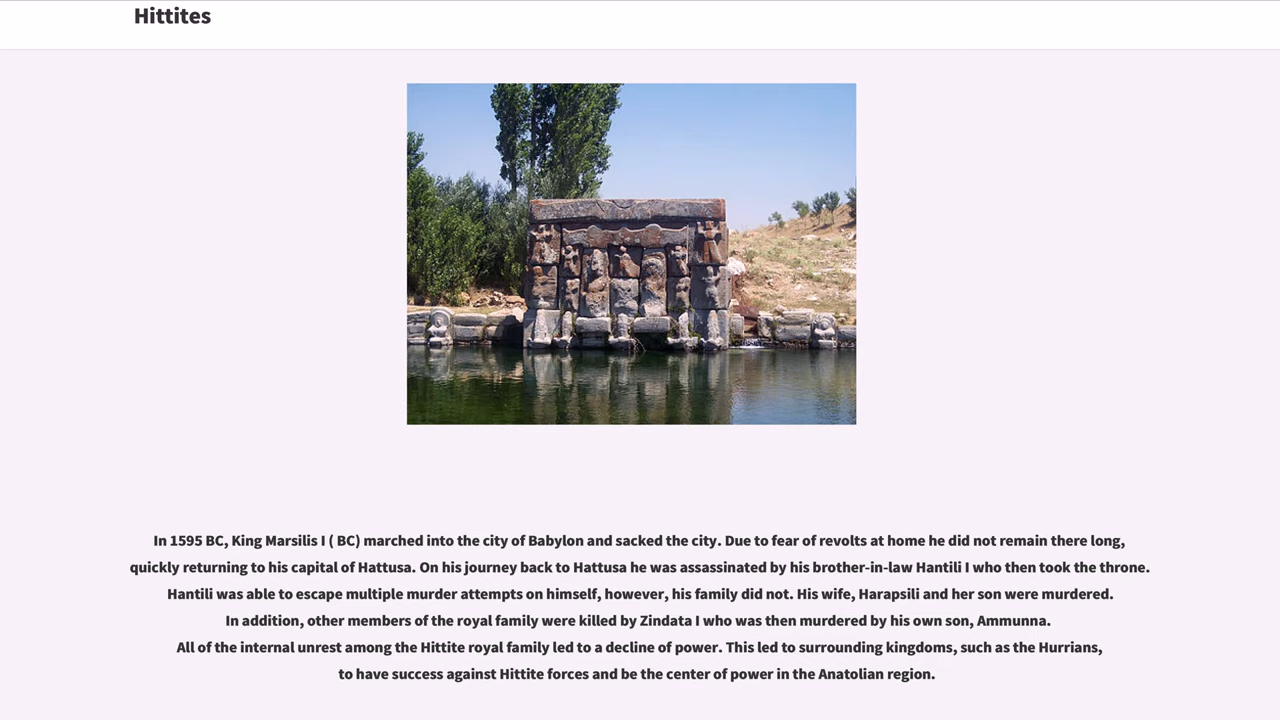 Hittites
In 1595 BC, King Marsilis I ( BC) marched into the city of Babylon and sacked the city. Due to fear of revolts at home he did not remain there long,
quickly returning to his capital of Hattusa. On his journey back to Hattusa he was assassinated by his brother-in-law Hantili I who then took the throne.
Hantili was able to escape multiple murder attempts on himself, however, his family did not. His wife, Harapsili and her son were murdered.
In addition, other members of the royal family were killed by Zindata I who was then murdered by his own son, Ammunna.
All of the internal unrest among the Hittite royal family led to a decline of power. This led to surrounding kingdoms, such as the Hurrians,
to have success against Hittite forces and be the center of power in the Anatolian region.